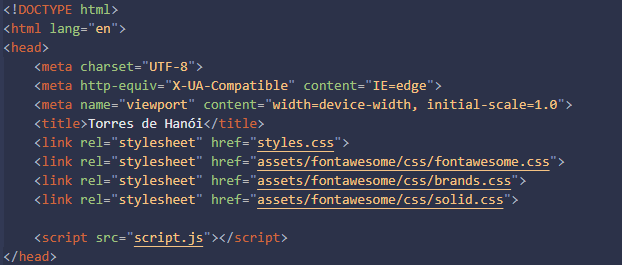 <!DOCTYPE html>
<html lang="en">
<head>
    <meta charset="UTF-8">
    <meta http-equiv="X-UA-Compatible" content="IE=edge">
    <meta name="viewport" content="width=device-width, initial-scale=1.0">
    <title>Torres de Hanói</title>
    <link rel="stylesheet" href="styles.css">
    <link rel="stylesheet" href="assets/fontawesome/css/fontawesome.css">
    <link rel="stylesheet" href="assets/fontawesome/css/brands.css">
    <link rel="stylesheet" href="assets/fontawesome/css/solid.css">

    <script src="script.js"></script>
</head>